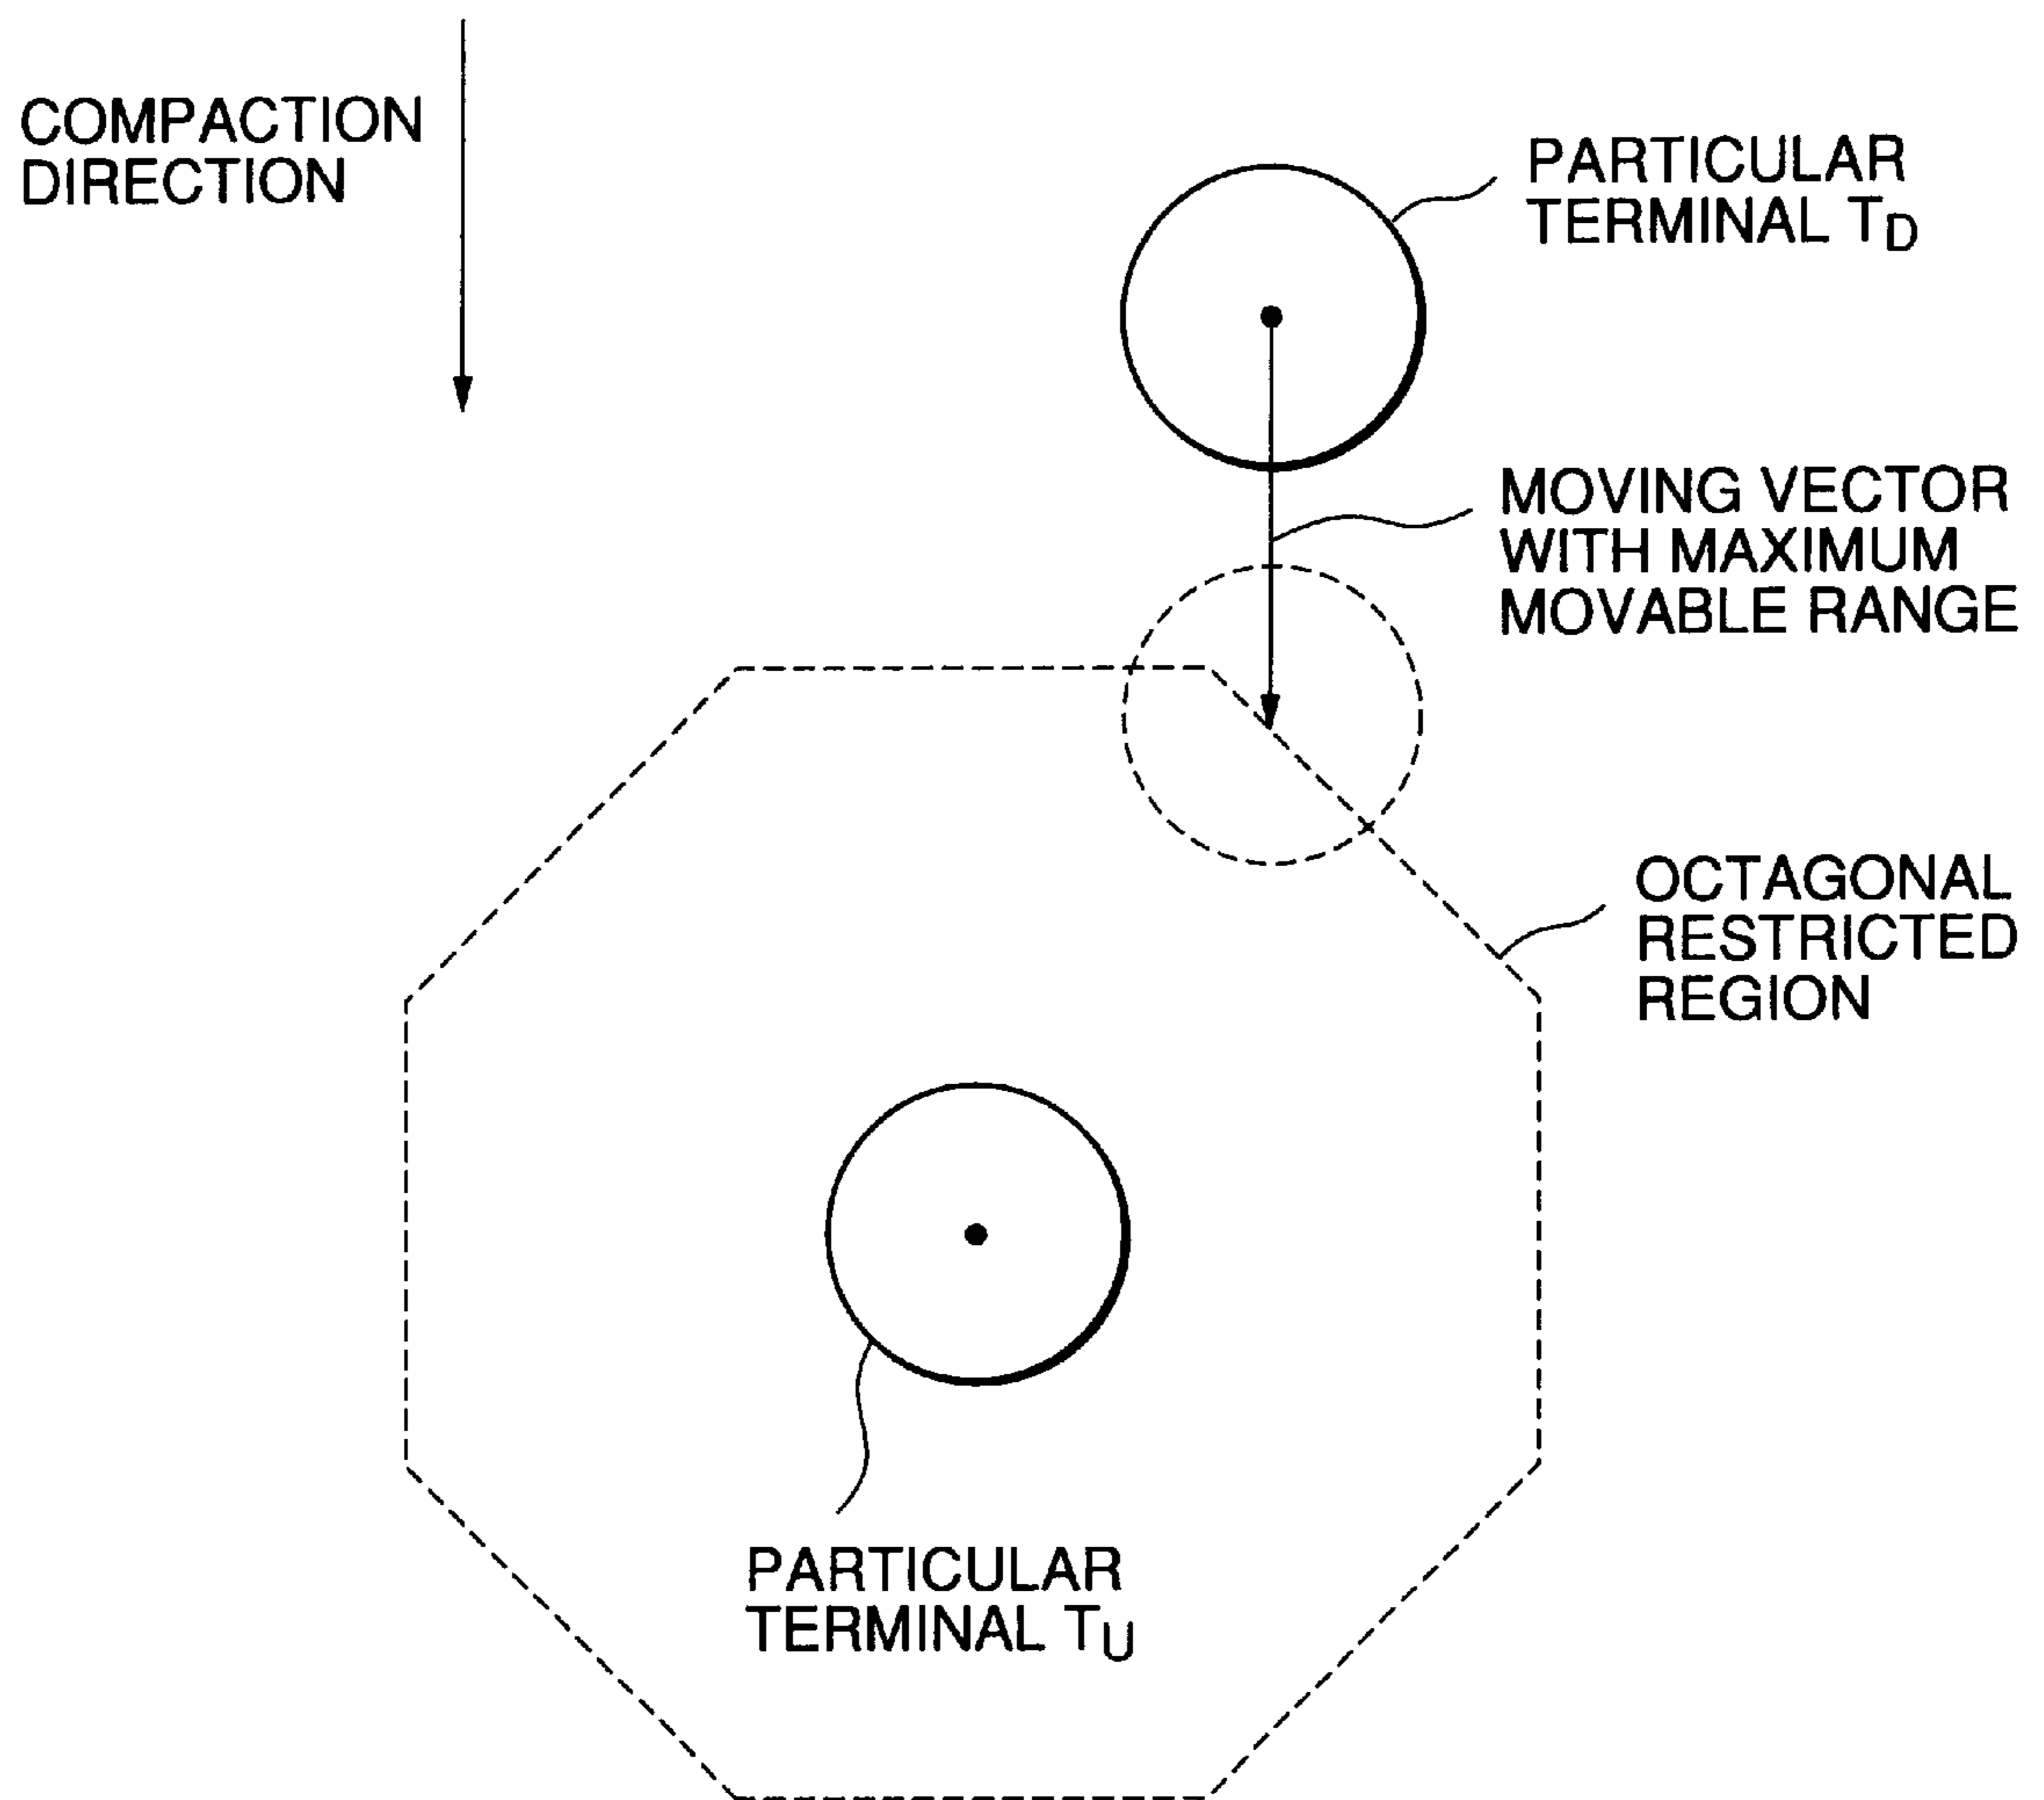 COMPACTION
DIRECTION
PARTICULAR
TERMINAL TD
MOVING VECTOR
WITH MAXIMUM
MOVABLE RANGE
OCTAGONAL
RESTRICTED
REGION
PARTICULAR
TERMINAL TU